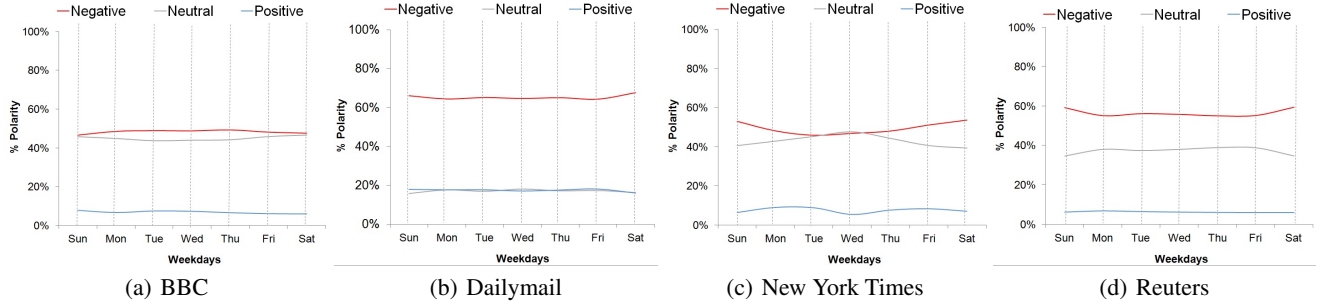 Negative Neutral Positive
100%
80%
60%
40%
20%
0%
% Polarity
Sun Mon Tue Wed Thu Fri Sat
Weekdays
(a) BBC
Negative Neutral Positive
100%
80%
60%
40%
20%
0%
% Polarity
Sun Mon Tue Wed Thu Fri Sat
Weekdays
(b) Dailymail
Negative Neutral Positive
100%
80%
60%
40%
20%
0%
% Polarity
Sun Mon Tue Wed Thu Fri Sat
Weekdays
(c) New York Times
Negative Neutral Positive
100%
80%
60%
40%
20%
0%
% Polarity
Sun Mon Tue Wed Thu Fri Sat
Weekdays
(d) Reuters